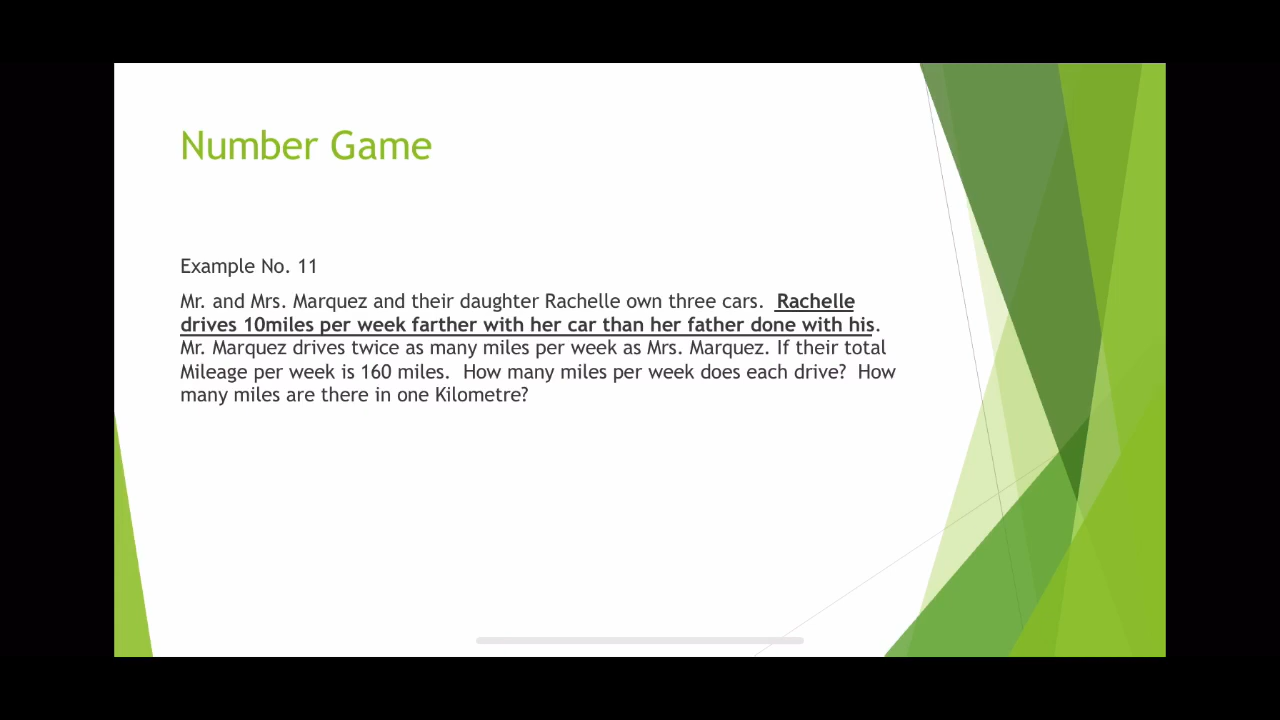 Number Game
Example No. 11
Mr. and Mrs. Marquez and their daughter Rachelle own three cars.  Rachelle
drives 10miles per week farther with her car than her father done with his.
Mr. Marquez drives twice as many miles per week as Mrs. Marquez. If their total
Mileage per week is 160 miles.  How many miles per week does each drive?  How
many miles are there in one Kilometre?